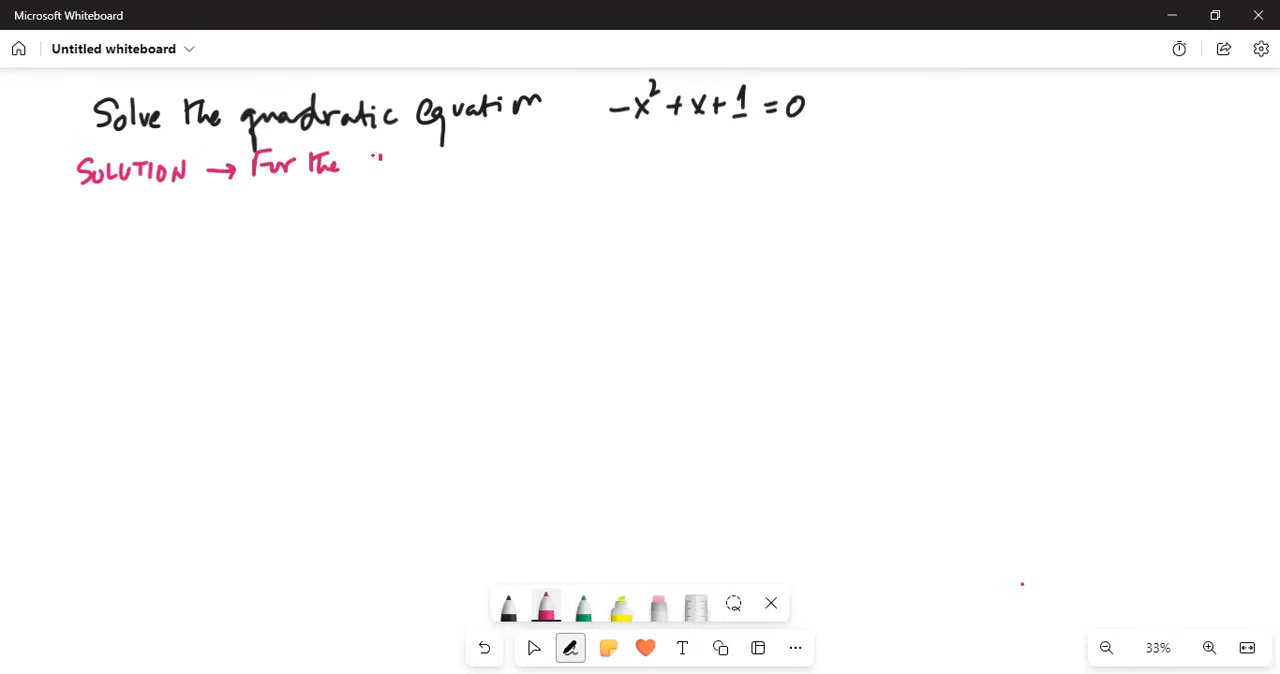 Microsoft Whiteboard
Untitled whiteboard
Solve the quadratic equation -x² + x + 1 = 0
SOLUTION → For the
T
33%